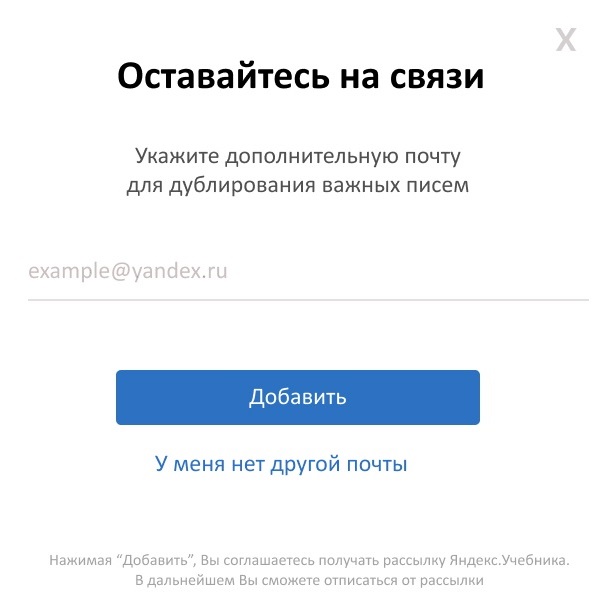 X
Оставайтесь на связи
Укажите дополнительную почту
для дублирования важных писем
example@yandex.ru
Добавить
У меня нет другой почты
Нажимая “Добавить”, Вы соглашаетесь получать рассылку Яндекс.Учебника.
В дальнейшем Вы сможете отписаться от рассылки